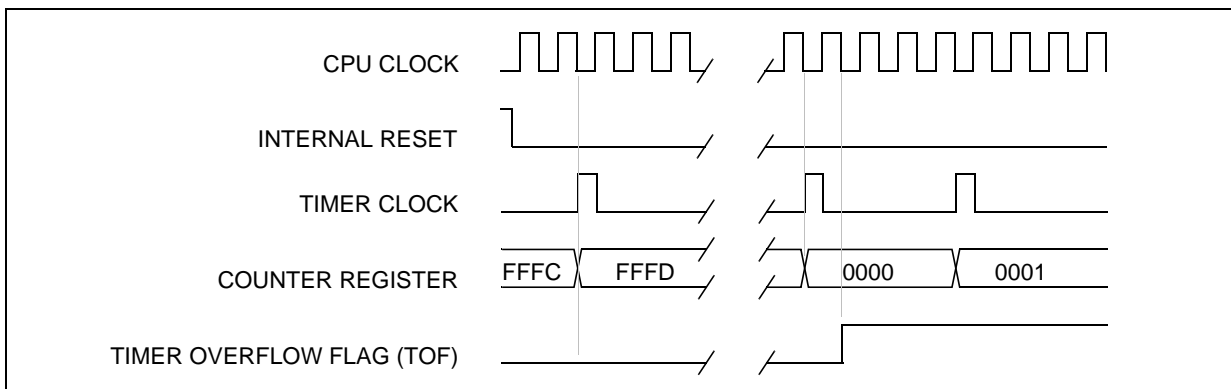 CPU CLOCK
INTERNAL RESET
TIMER CLOCK
COUNTER REGISTER FFFC FFFD 0000 0001
TIMER OVERFLOW FLAG (TOF)